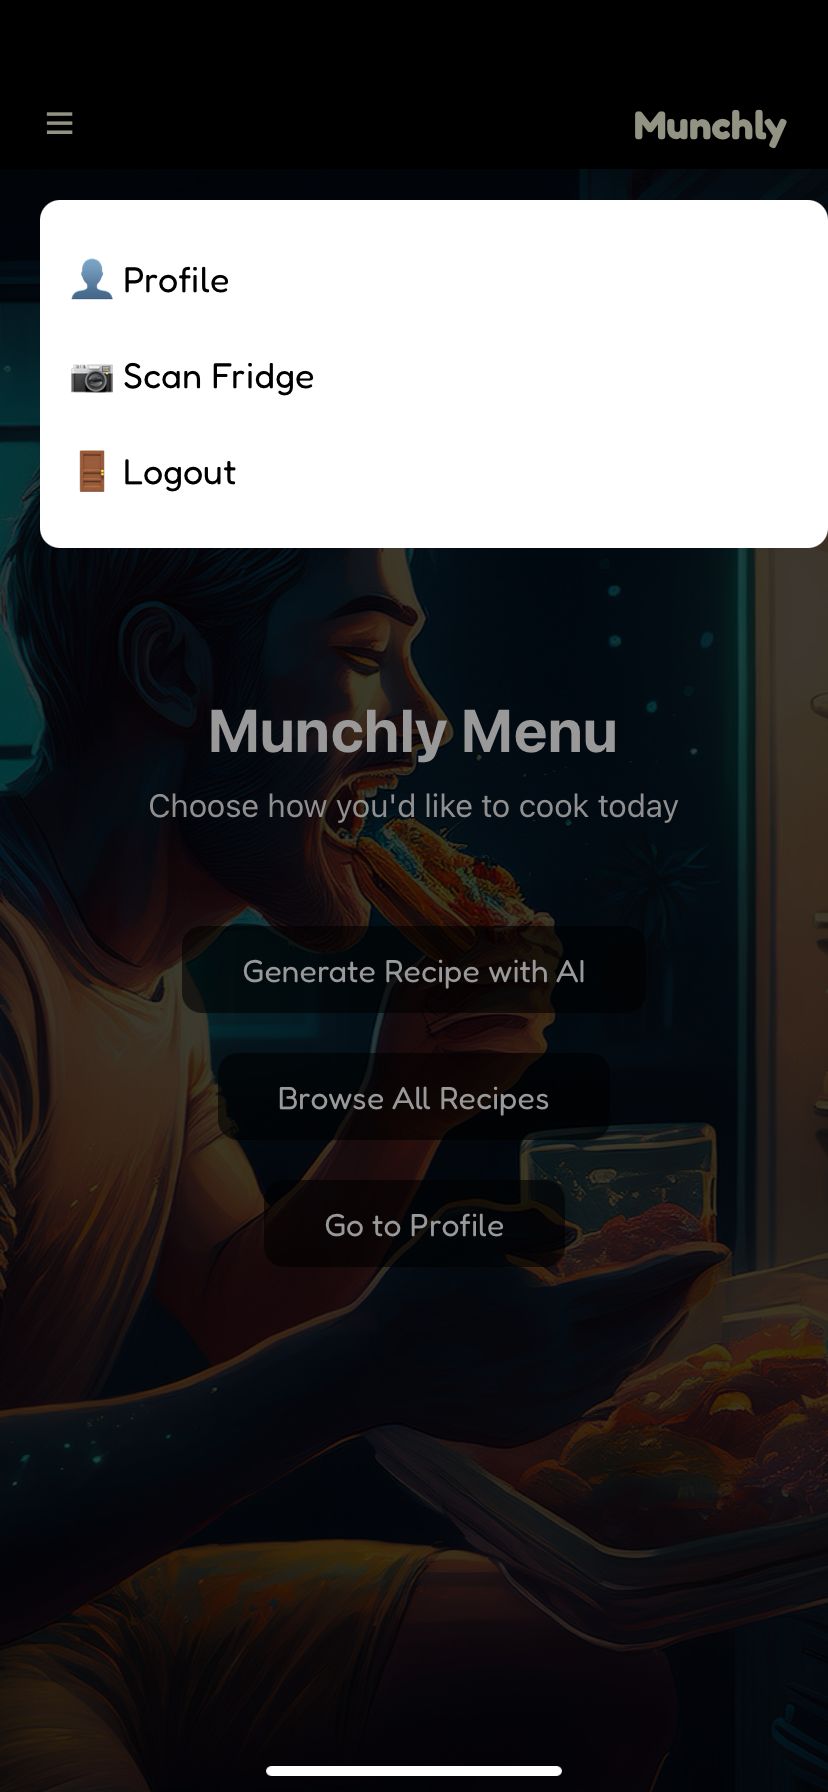 Munchly
Profile
Scan Fridge
Logout
Munchly Menu
Choose how you'd like to cook today
Generate Recipe with AI
Browse All Recipes
Go to Profile